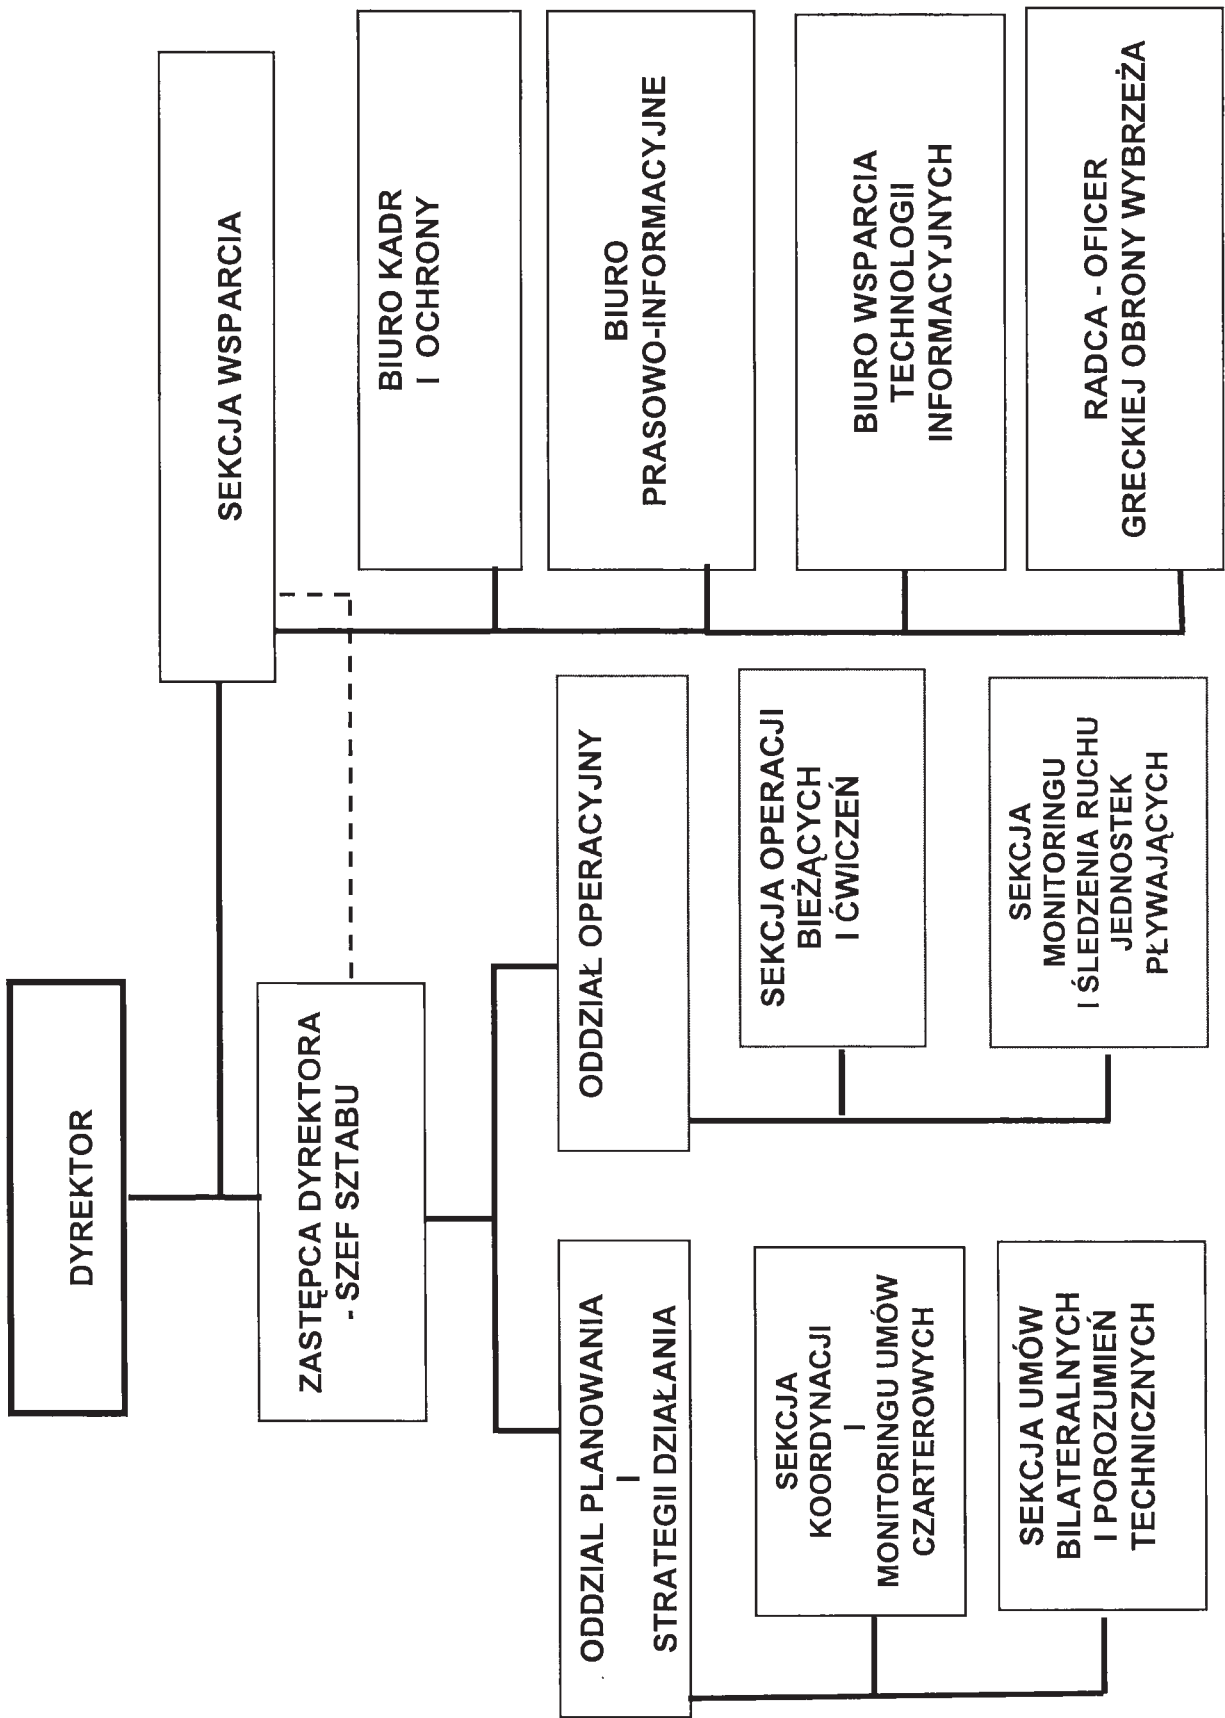 DYREKTOR
ZASTĘPCA DYREKTORA
- SZEF SZTABU
SEKCJA WSPARCIA
ODDZIAL PLANOWANIA
I
STRATEGII DZIAŁANIA
SEKCJA
KOORDYNACJI
I
MONITORINGU UMÓW
CZARTEROWYCH
SEKCJA UMÓW
BILATERALNYCH
I POROZUMIEŃ
TECHNICZNYCH
ODDZIAŁ OPERACYJNY
SEKCJA OPERACJI
BIEŻĄCYCH
I ĆWICZEŃ
SEKCJA
MONITORINGU
I ŚLEDZENIA RUCHU
JEDNOSTEK
PŁYWAJĄCYCH
BIURO KADR
I OCHRONY
BIURO
PRASOWO-INFORMACYJNE
BIURO WSPARCIA
TECHNOLOGII
INFORMACYJNYCH
RADCA - OFICER
GRECKIEJ OBRONY WYBRZEŻA